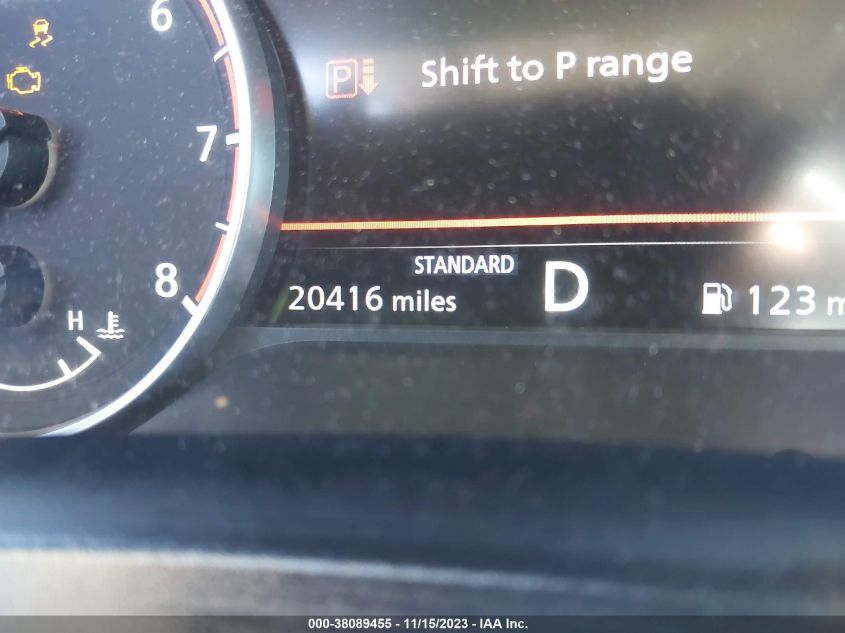 6
Shift to P range
P
7
STANDARD
D
8
20416 miles
123 m
H
000-38089455 - 11/15/2023 - IAA Inc.